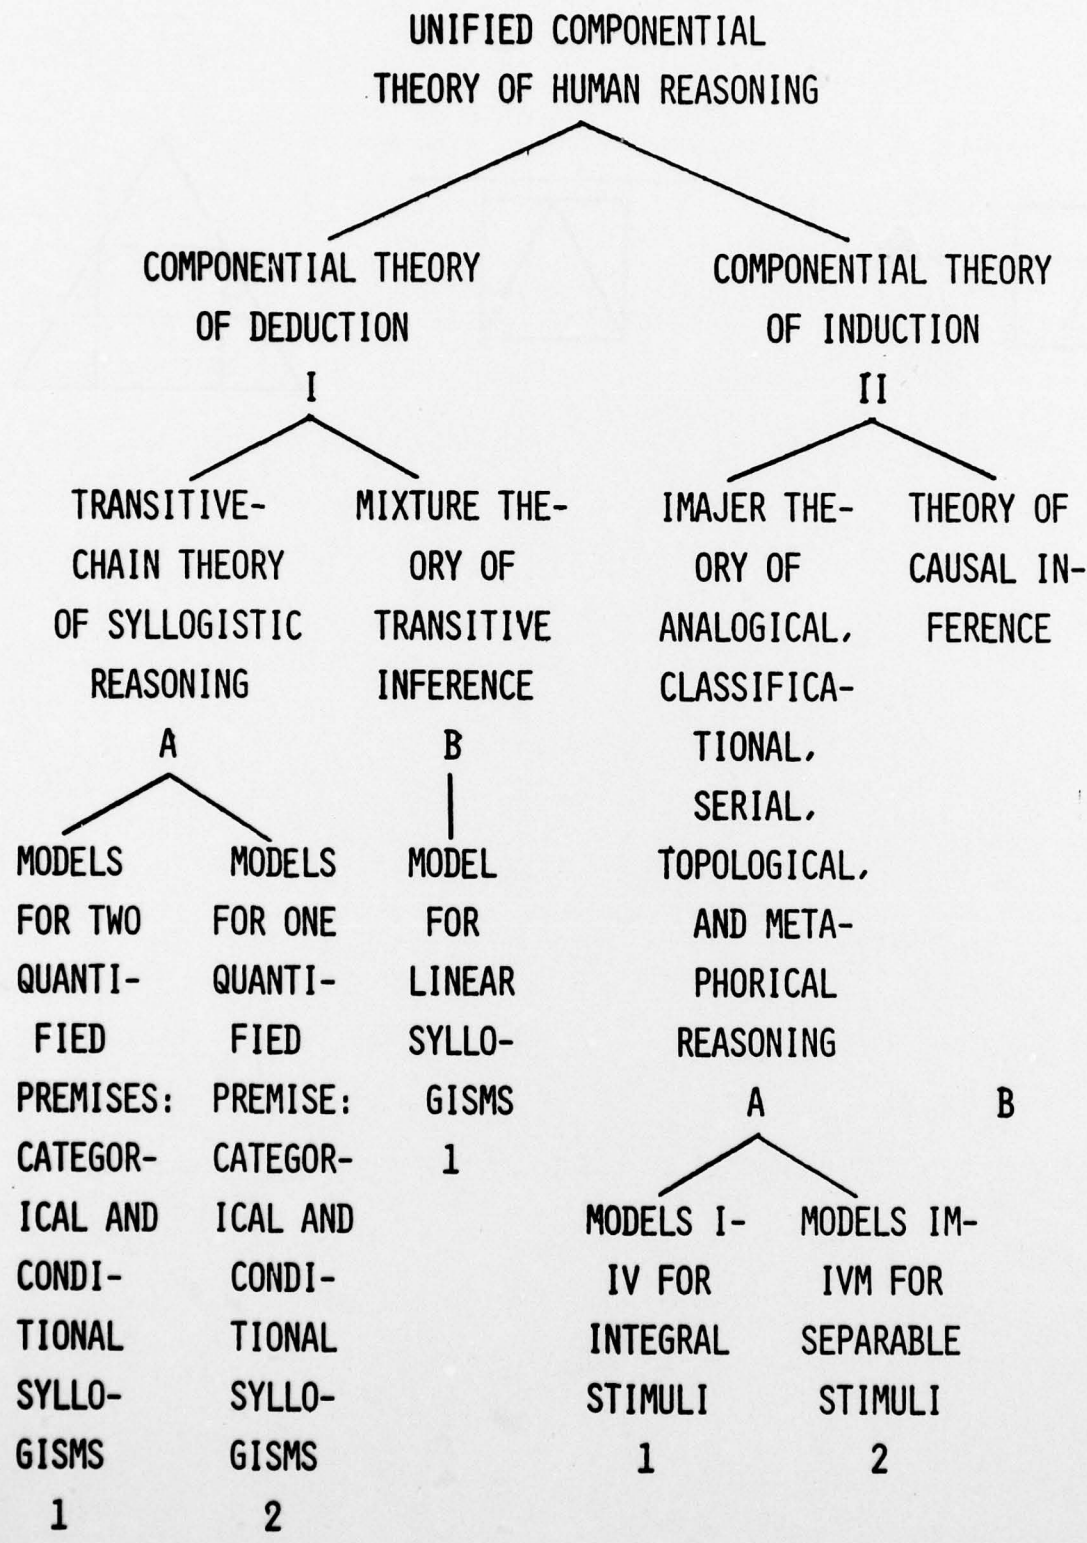 UNIFIED COMPONENTIAL
THEORY OF HUMAN REASONING
COMPONENTIAL THEORY
OF DEDUCTION
I
COMPONENTIAL THEORY
OF INDUCTION
II
TRANSITIVE-
CHAIN THEORY
OF SYLLOGISTIC
REASONING
A
MIXTURE THE-
ORY OF
TRANSITIVE
INFERENCE
B
IMAJER THE-
ORY OF
ANALOGICAL,
CLASSIFICA-
TIONAL,
SERIAL,
TOPOLOGICAL,
AND META-
PHORICAL
REASONING
A
THEORY OF
CAUSAL IN-
FERENCE
B
MODELS
FOR TWO
QUANTI-
FIED
PREMISES:
CATEGOR-
ICAL AND
CONDI-
TIONAL
SYLLO-
GISMS
1
MODELS
FOR ONE
QUANTI-
FIED
PREMISE:
CATEGOR-
ICAL AND
CONDI-
TIONAL
SYLLO-
GISMS
2
MODEL
FOR
LINEAR
SYLLO-
GISMS
1
MODELS I-
IV FOR
INTEGRAL
STIMULI
1
MODELS IM-
IVM FOR
SEPARABLE
STIMULI
2